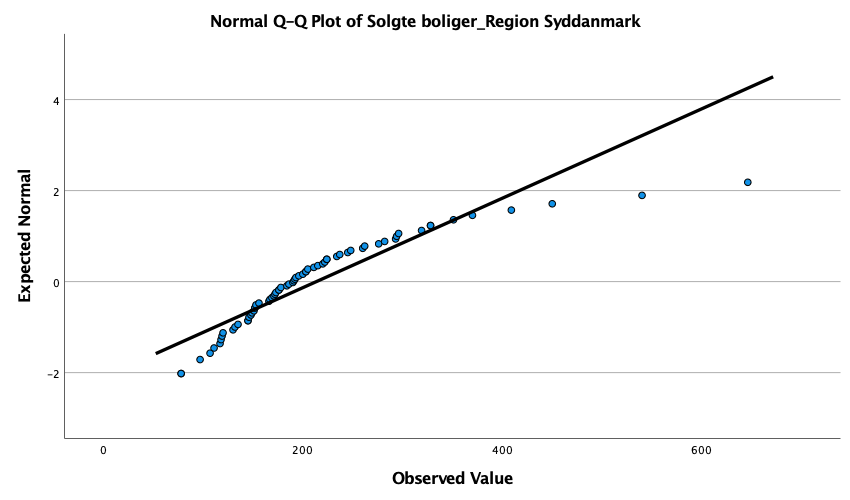 Normal Q-Q Plot of Solgte boliger_Region Syddanmark
Expected Normal
4
2
0
-2
0 200 400 600
Observed Value